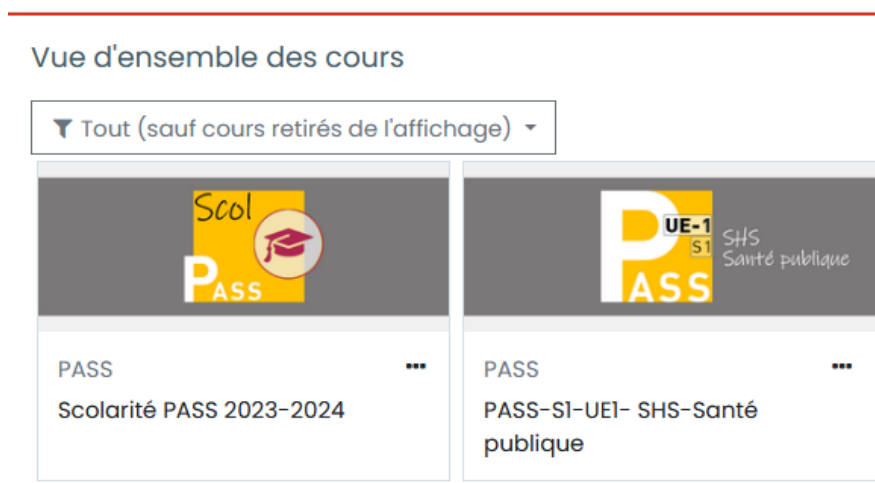 Vue d'ensemble des cours
Tout (sauf cours retirés de l'affichage)
Scol
PASS
UE-1
S1
SHS
Santé publique
PASS
PASS
Scolarité PASS 2023-2024
PASS
PASS-S1-UE1- SHS-Santé
publique